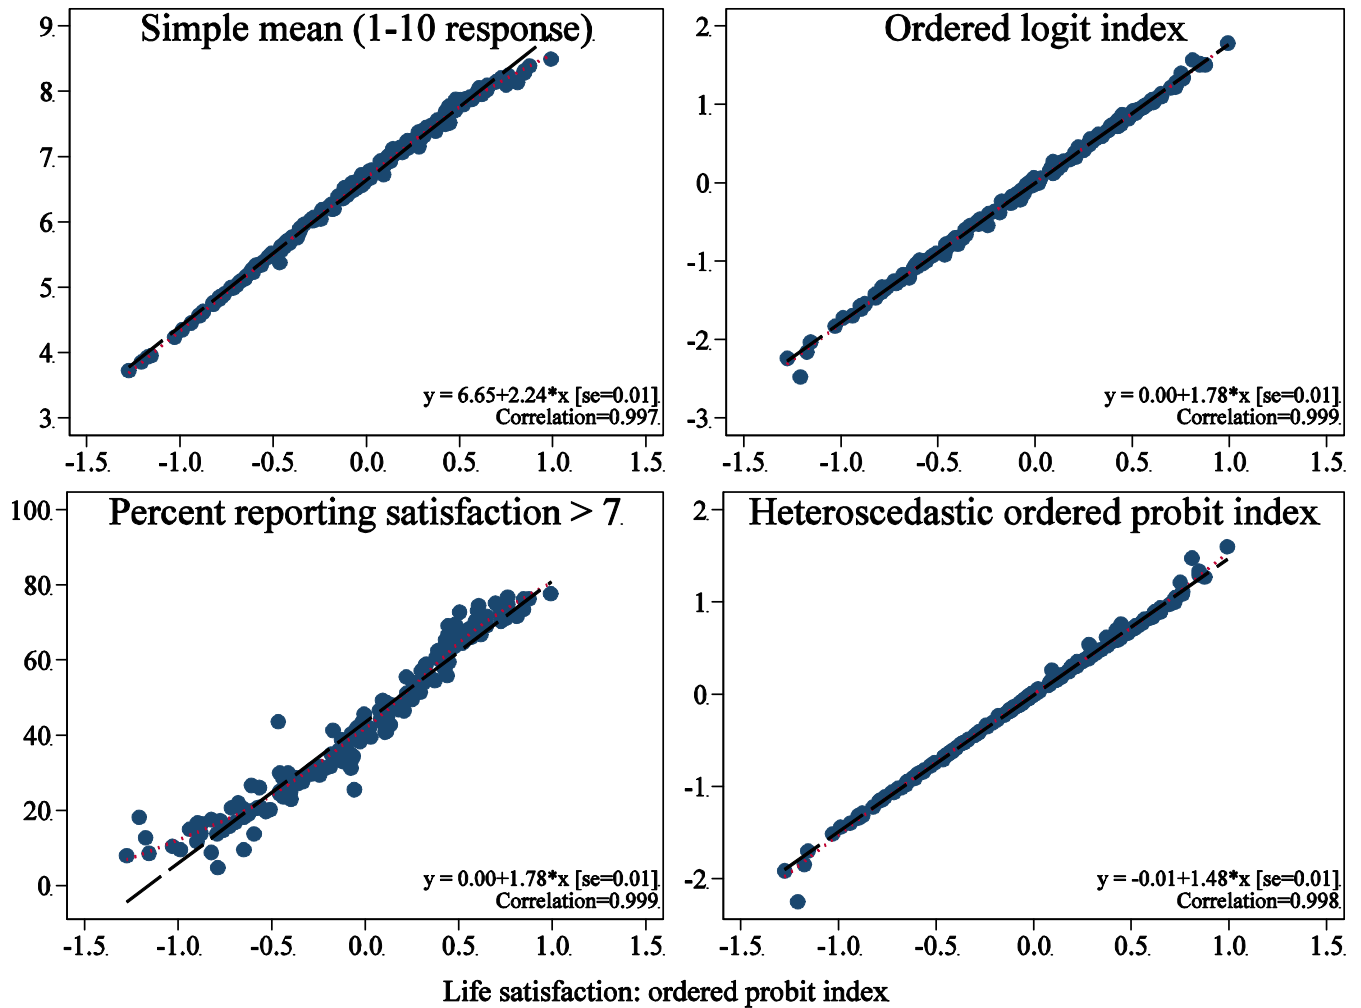 Simple mean (1-10 response).
9.
8.
7.
6.
5.
4.
3.
y = 6.65+2.24*x [se=0.01].
Correlation=0.997.
-1.5. -1.0. -0.5. 0.0. 0.5. 1.0. 1.5.
Ordered logit index.
2.
1.
0.
-1.
-2.
-3.
y = 0.00+1.78*x [se=0.01].
Correlation=0.999.
-1.5. -1.0. -0.5. 0.0. 0.5. 1.0. 1.5.
Percent reporting satisfaction > 7.
100.
80.
60.
40.
20.
0.
y = 0.00+1.78*x [se=0.01].
Correlation=0.999.
-1.5. -1.0. -0.5. 0.0. 0.5. 1.0. 1.5.
Heteroscedastic ordered probit index.
2.
1.
0.
-1.
-2.
y = -0.01+1.48*x [se=0.01].
Correlation=0.998.
-1.5. -1.0. -0.5. 0.0. 0.5. 1.0. 1.5.
Life satisfaction: ordered probit index